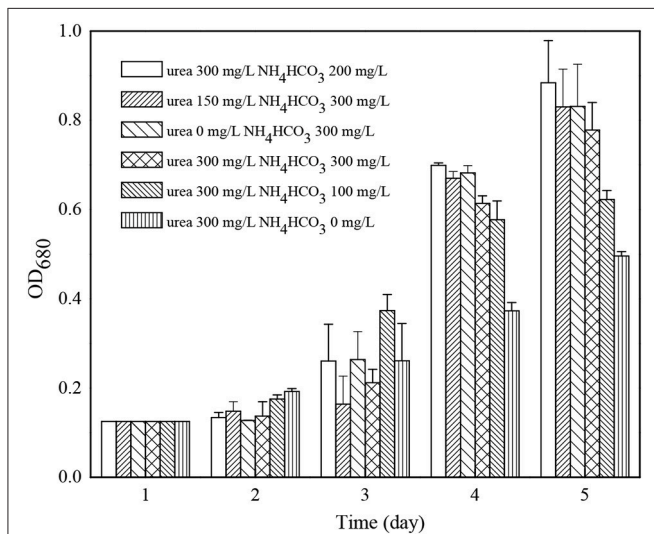 1.0
0.8
0.6
0.4
0.2
0.0
OD680
urea 300 mg/L NH4HCO3 200 mg/L
urea 150 mg/L NH4HCO3 300 mg/L
urea 0 mg/L NH4HCO3 300 mg/L
urea 300 mg/L NH4HCO3 300 mg/L
urea 300 mg/L NH4HCO3 100 mg/L
urea 300 mg/L NH4HCO3 0 mg/L
1 2 3 4 5
Time (day)